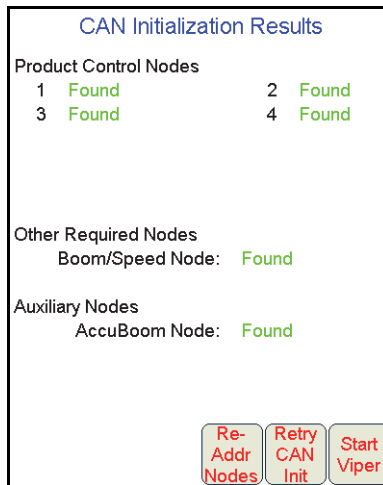 CAN Initialization Results
Product Control Nodes
1 Found 2 Found
3 Found 4 Found
Other Required Nodes
Boom/Speed Node: Found
Auxiliary Nodes
AccuBoom Node: Found
Re-
Addr
Nodes
Retry
CAN
Init
Start
Viper